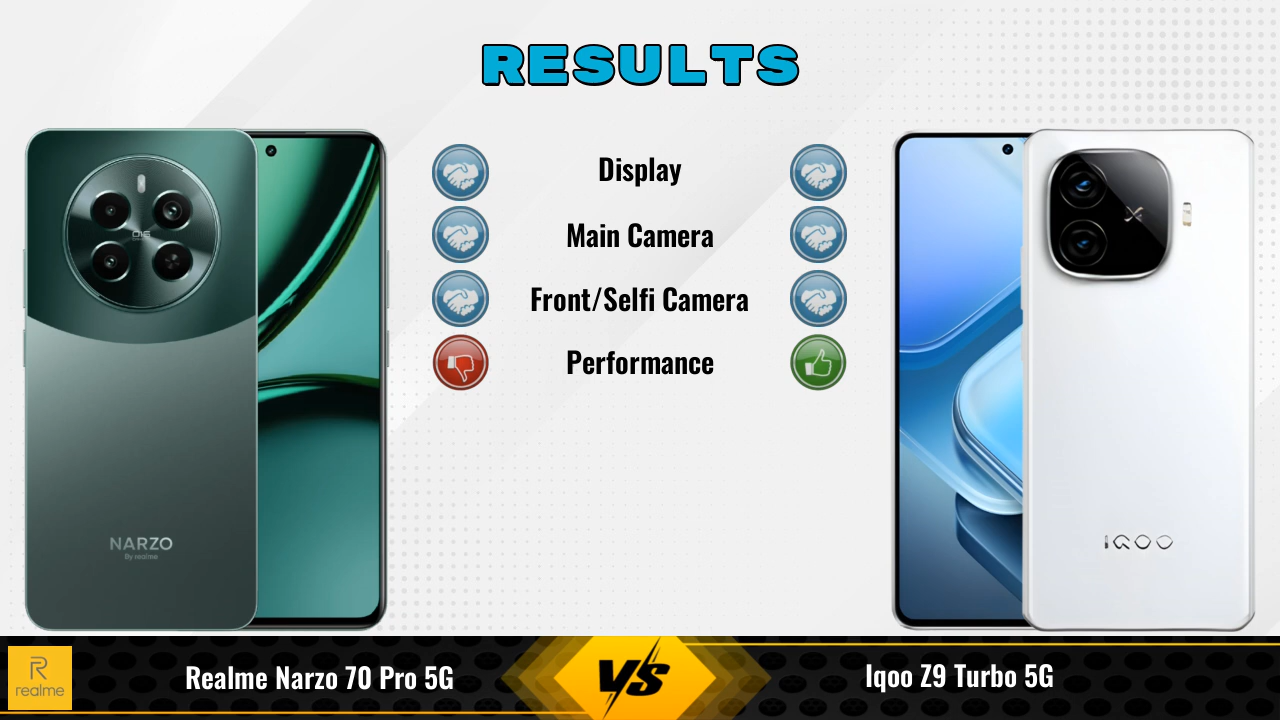 RESULTS
Display
Main Camera
Front/Selfi Camera
Performance
OIS
NARZO
By realme
IQOO
R
realme
Realme Narzo 70 Pro 5G
VS
Iqoo Z9 Turbo 5G